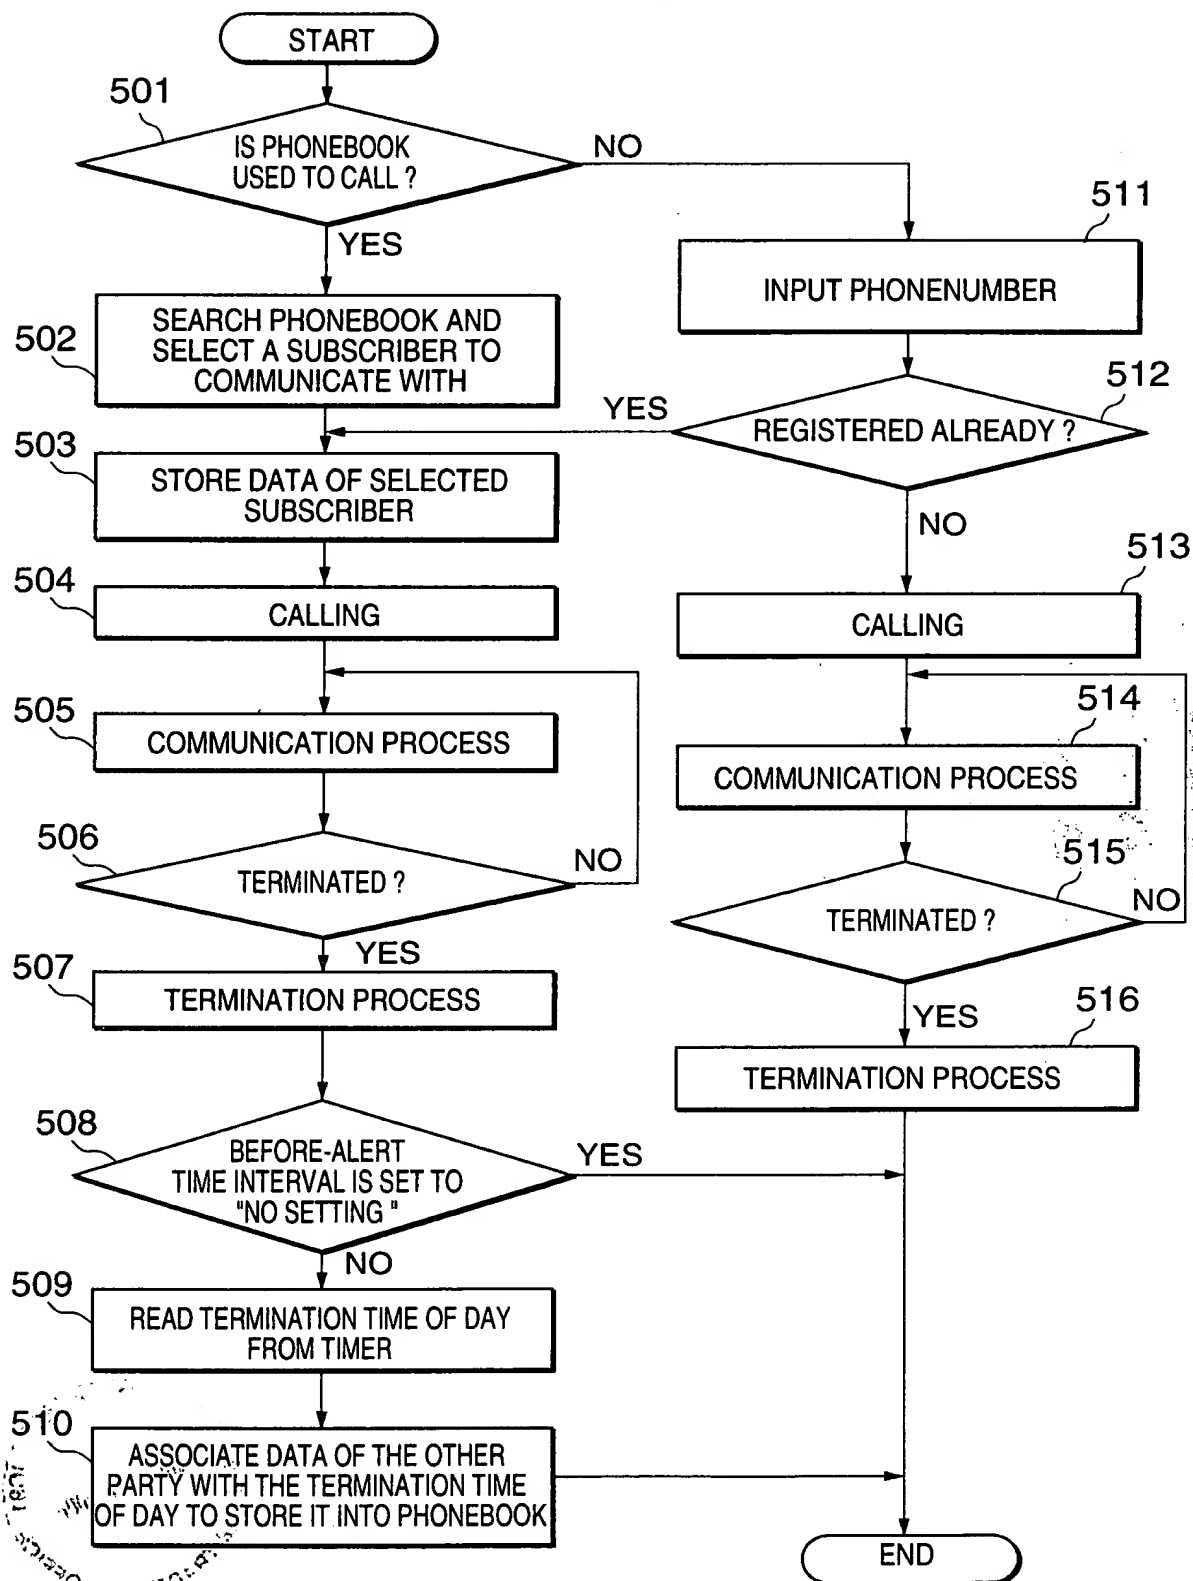 START
501
IS PHONEBOOK
USED TO CALL ?
NO
YES
511
INPUT PHONENUMBER
502
SEARCH PHONEBOOK AND
SELECT A SUBSCRIBER TO
COMMUNICATE WITH
512
REGISTERED ALREADY ?
YES
NO
503
STORE DATA OF SELECTED
SUBSCRIBER
504
CALLING
513
CALLING
505
COMMUNICATION PROCESS
514
COMMUNICATION PROCESS
506
TERMINATED ?
NO
YES
515
TERMINATED ?
NO
YES
507
TERMINATION PROCESS
516
TERMINATION PROCESS
508
BEFORE-ALERT
TIME INTERVAL IS SET TO
"NO SETTING "
YES
NO
509
READ TERMINATION TIME OF DAY
FROM TIMER
510
ASSOCIATE DATA OF THE OTHER
PARTY WITH THE TERMINATION TIME
OF DAY TO STORE IT INTO PHONEBOOK
END